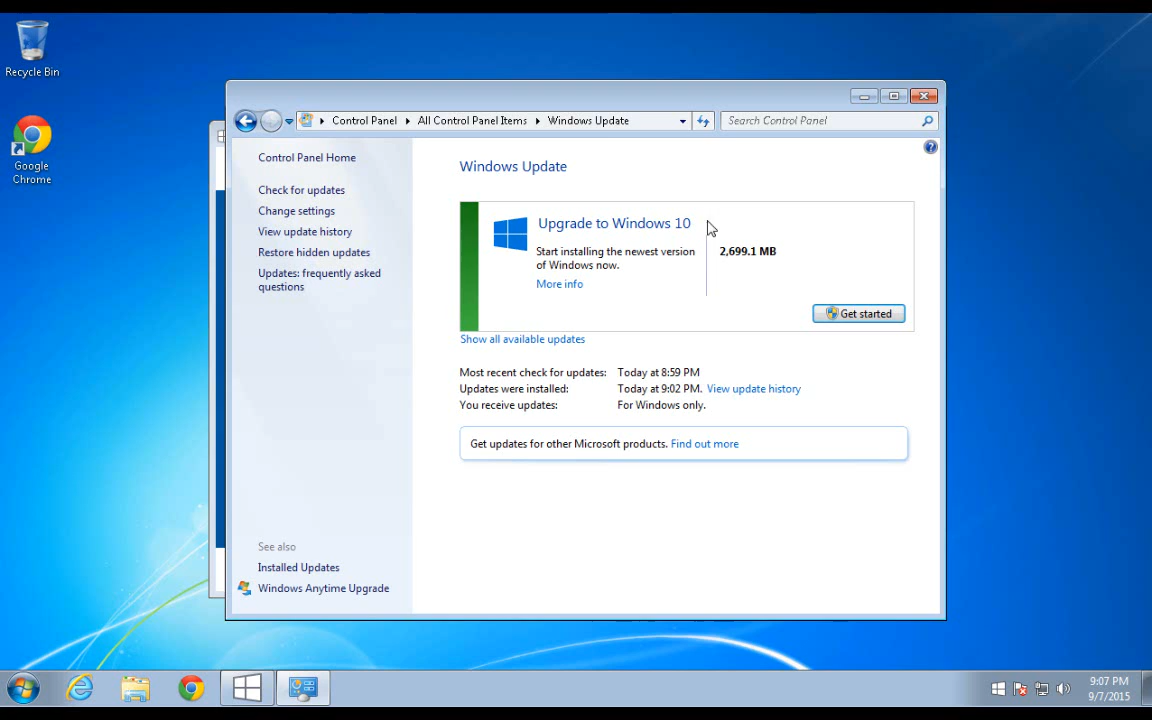 Recycle Bin
Google
Chrome
Control Panel
All Control Panel Items
Windows Update
Search Control Panel
Control Panel Home
Check for updates
Change settings
View update history
Restore hidden updates
Updates: frequently asked
questions
See also
Installed Updates
Windows Anytime Upgrade
Windows Update
Upgrade to Windows 10
Start installing the newest version
of Windows now.
More info
2,699.1 MB
Get started
Show all available updates
Most recent check for updates: Today at 8:59 PM
Updates were installed: Today at 9:02 PM. View update history
You receive updates: For Windows only.
Get updates for other Microsoft products. Find out more
9:07 PM
9/7/2015